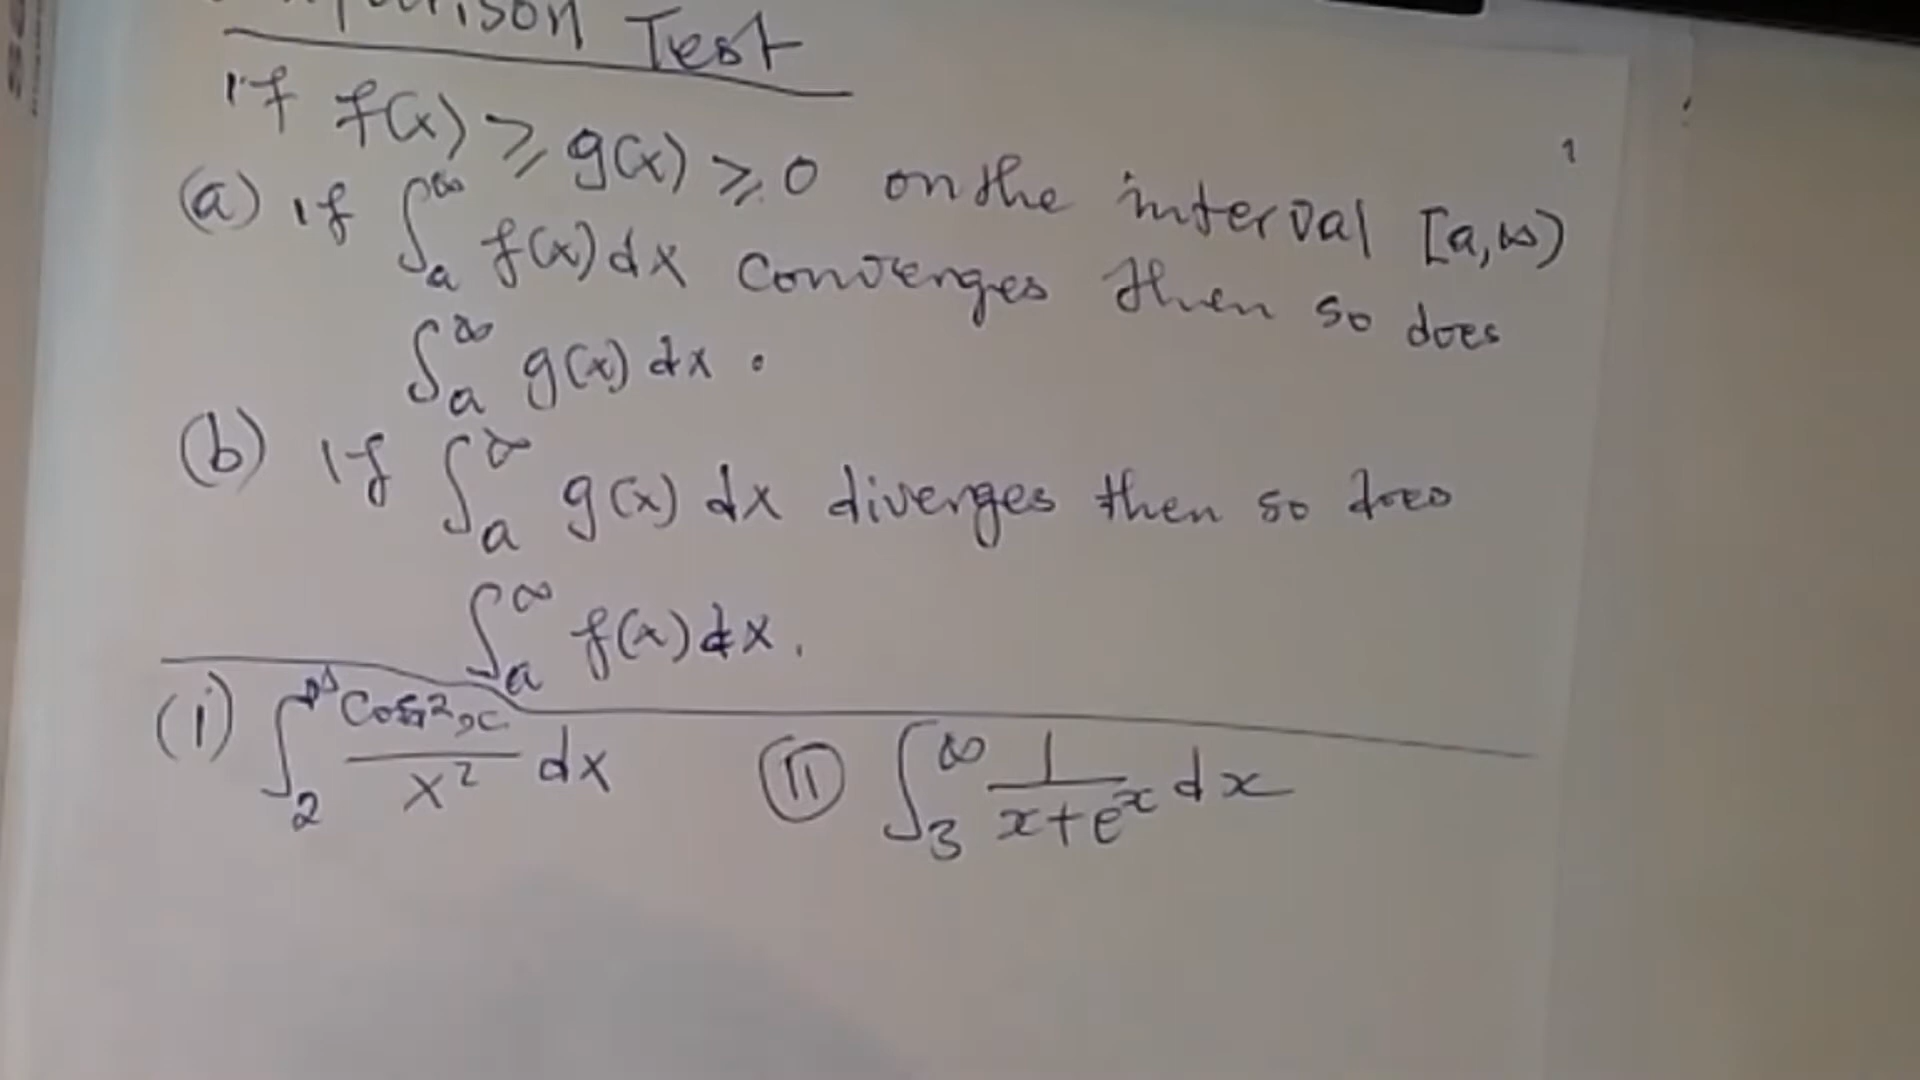 Comparison Test
if f(x) ⩾ g(x) ⩾ 0 on the interval [a,∞)
(a) if ∫_a^∞ f(x)dx converges then so does
∫_a^∞ g(x)dx.
(b) If ∫_a^∞ g(x)dx diverges then so does
∫_a^∞ f(x)dx.
(i) ∫_2^∞ cos²x/x² dx (II) ∫_3^∞ 1/(x+e^x) dx